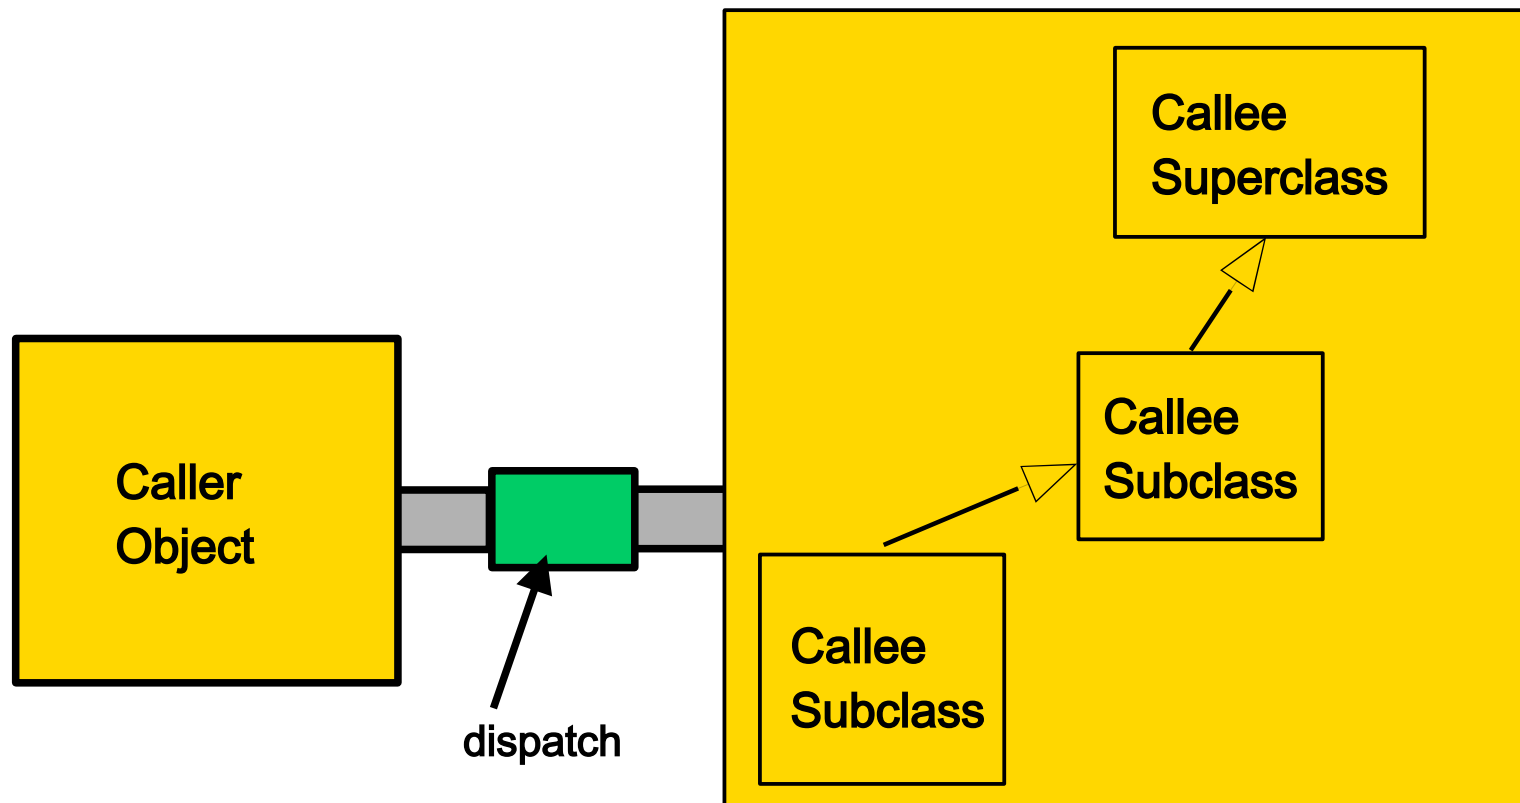 Callee
Superclass
Callee
Subclass
Caller
Object
Callee
Subclass
dispatch